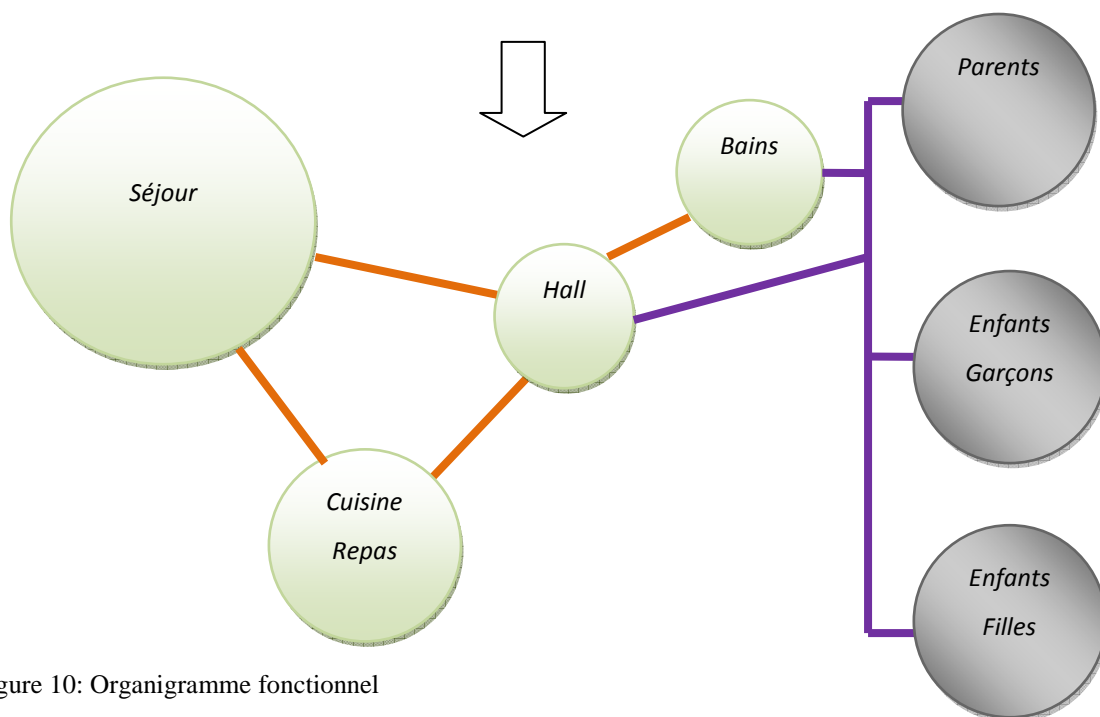 Parents
Bains
Séjour
Hall
Enfants
Garçons
Cuisine
Repas
Enfants
Filles
gure 10: Organigramme fonctionnel